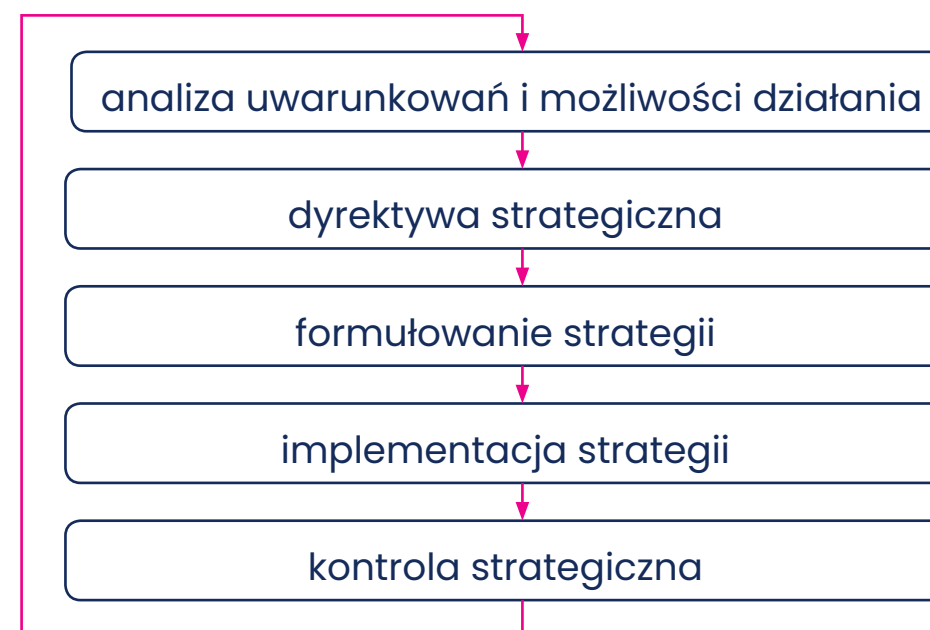 analiza uwarunkowań i możliwości działania
dyrektywa strategiczna
formułowanie strategii
implementacja strategii
kontrola strategiczna